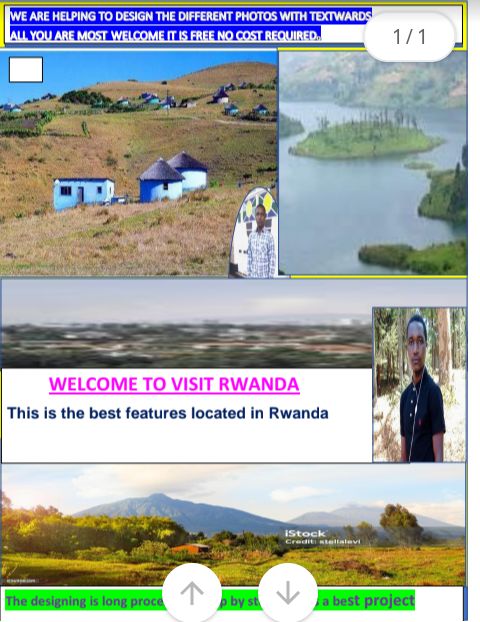 WE ARE HELPING TO DESIGN THE DIFFERENT PHOTOS WITH TEXTWARDS
ALL YOU ARE MOST WELCOME IT IS FREE NO COST REQUIRED.
1/1
WELCOME TO VISIT RWANDA
This is the best features located in Rwanda
iStock
Credit: stellalevi
The designing is long proce p by st a best project